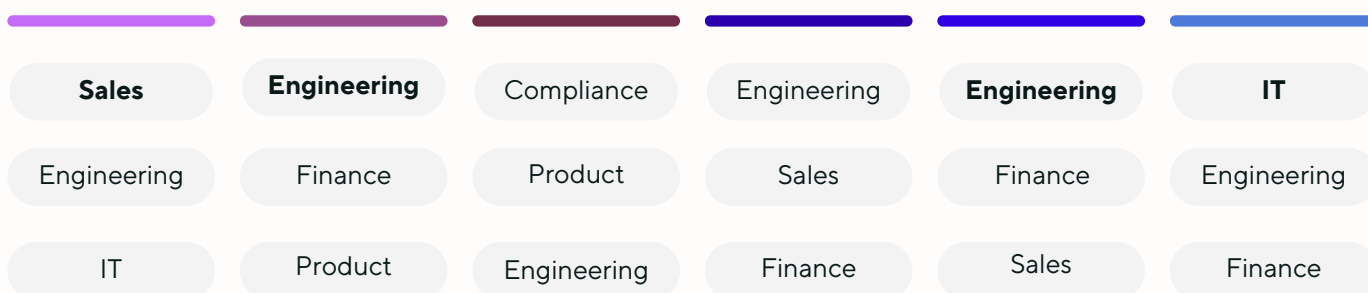 Sales Engineering Compliance Engineering Engineering IT
Engineering Finance Product Sales Finance Engineering
IT Product Engineering Finance Sales Finance